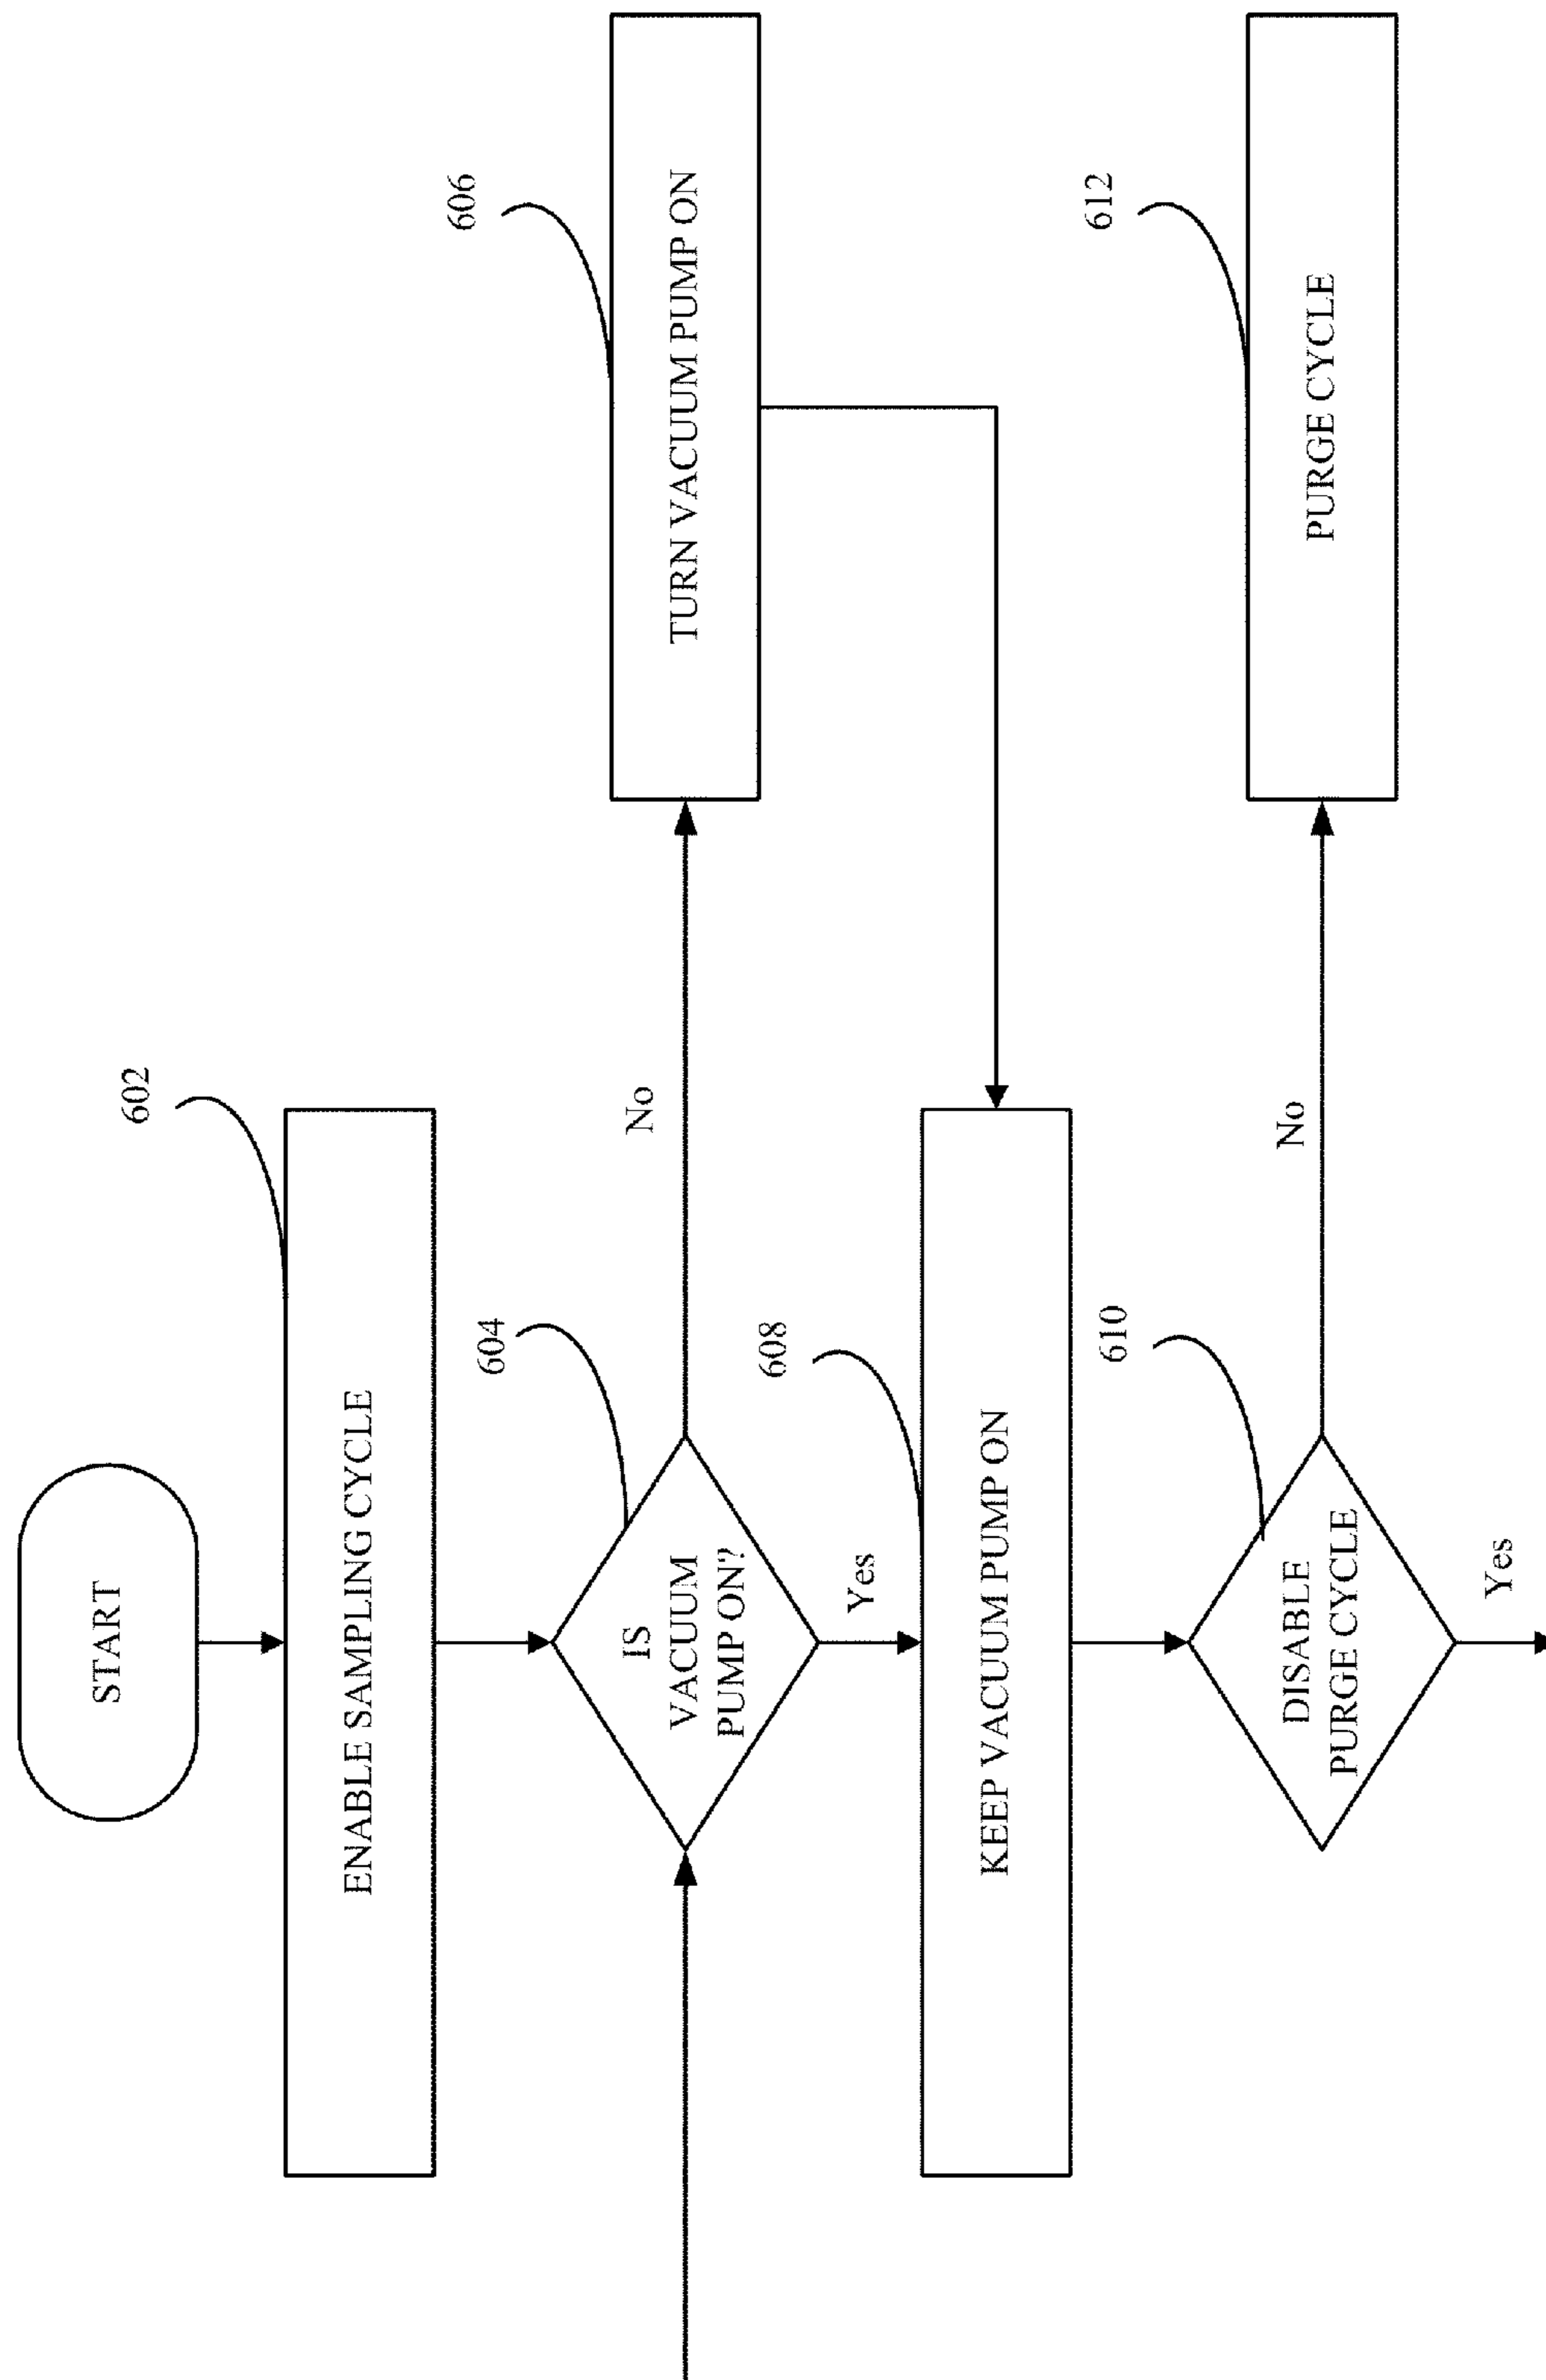 START
602
ENABLE SAMPLING CYCLE
604
IS
VACUUM
PUMP ON?
No
606
TURN VACUUM PUMP ON
Yes
608
KEEP VACUUM PUMP ON
610
DISABLE
PURGE CYCLE
No
612
PURGE CYCLE
Yes